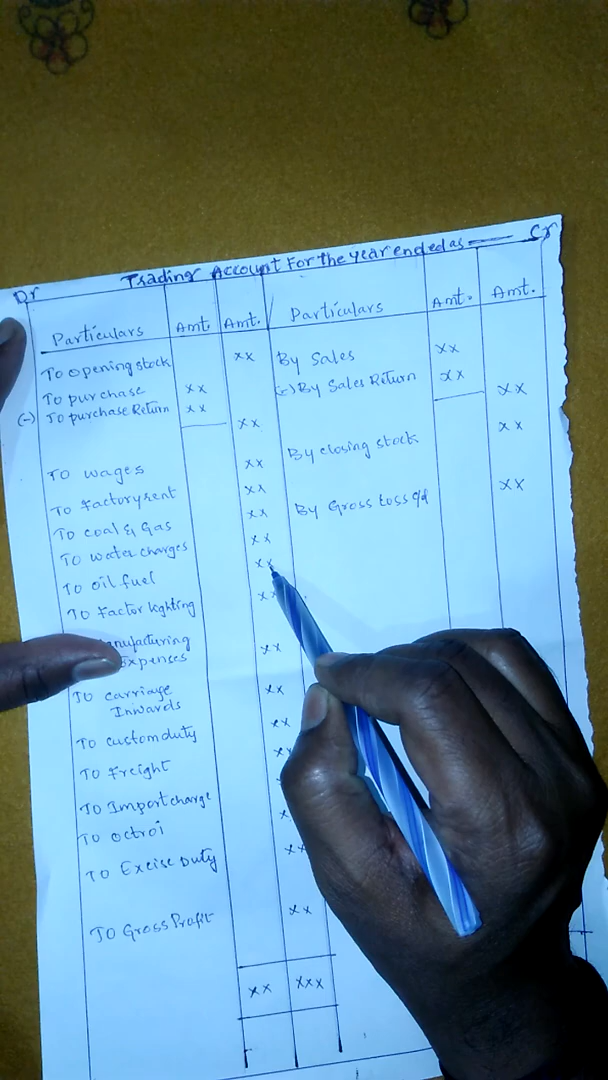 Dr Trading Account For the year ended as — Cr
Particulars Amt. Amt. Particulars Amt. Amt.
To opening stock xx By Sales xx
To purchase xx (-) By Sales Return xx xx
(-) To purchase Return xx xx
By closing stock xx
To wages xx
To Factory rent xx By Gross Loss c/d xx
To coal & Gas xx
To water charges xx
To oil fuel xx
To Factor lighting xx
nufacturing
Expenses xx
To carriage xx
Inwards
To custom duty xx
To Freight xx
To Import charge
To octroi x
To Excise Duty xx
To Gross Profit xx
xx xxx